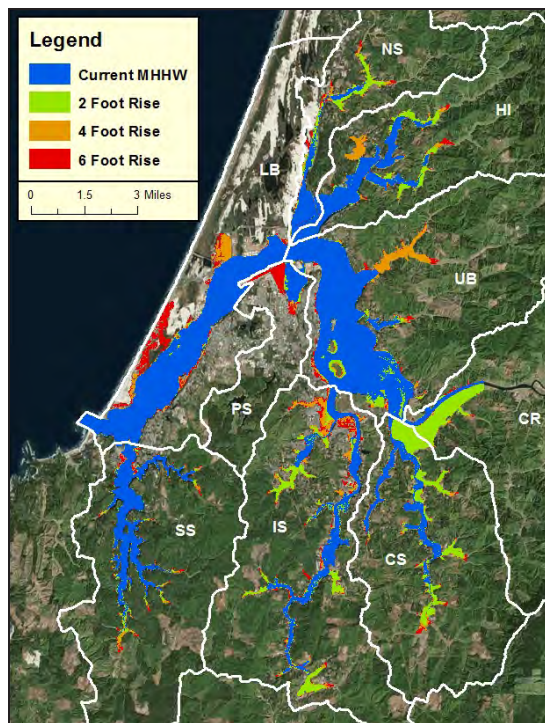 Legend
Current MHHW
2 Foot Rise
4 Foot Rise
6 Foot Rise
0 1.5 3 Miles
NS
HI
LB
UB
CR
PS
SS
IS
CS